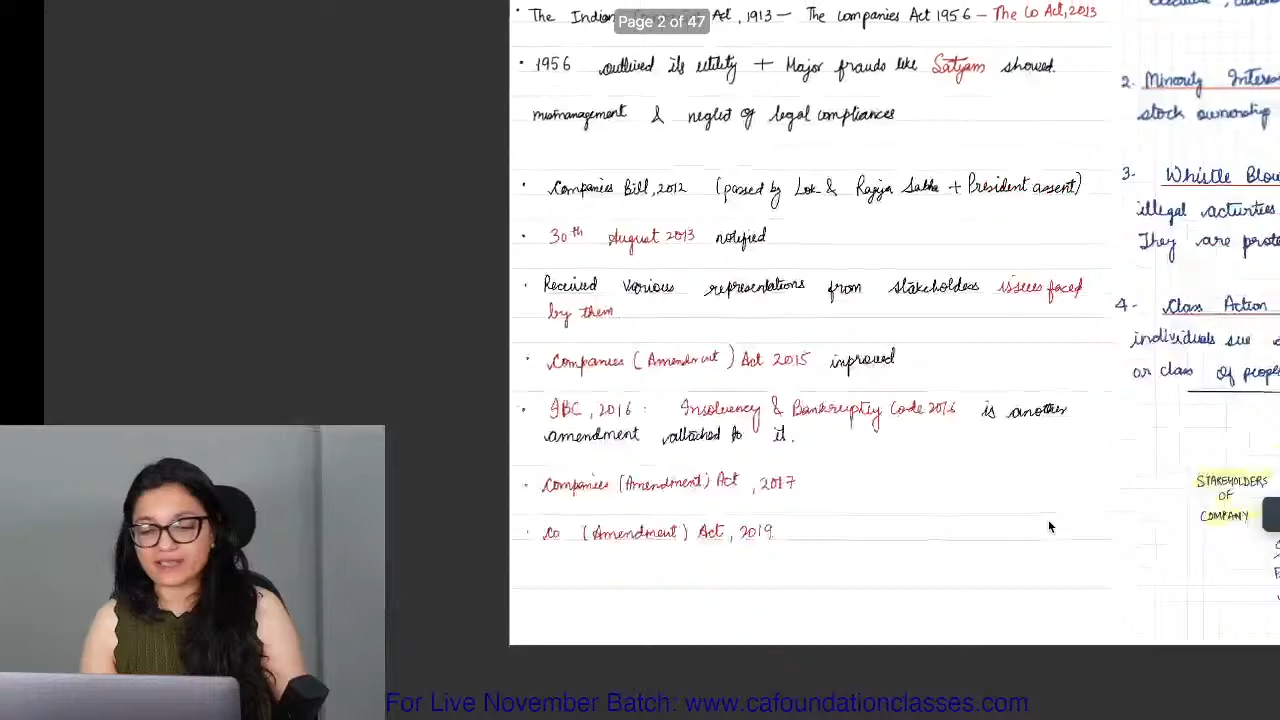 · The Indian Act, 1913 — The Companies Act 1956 – The Co Act, 2013
Page 2 of 47
· 1956 outlived its utility + Major frauds like Satyam showed.
mismanagement & neglect of legal compliances
· Companies Bill, 2012 (passed by Lok & Rajya Sabha + President assent)
· 30th August 2013 notified
· Received various representations from stakeholders issues faced
by them.
· Companies (Amendment) Act 2015 improved
· IBC, 2016 : Insolvency & Bankruptcy Code 2016 is another
amendment attached to it.
· Companies (Amendment) Act, 2017
· Co (Amendment) Act, 2019
2. Minority
stock ownership
3. Whistle
illegal activities
They are
4. Class Action
individuals sue
or class of people
STAKEHOLDERS
OF
COMPANY
For Live November Batch: www.cafoundationclasses.com